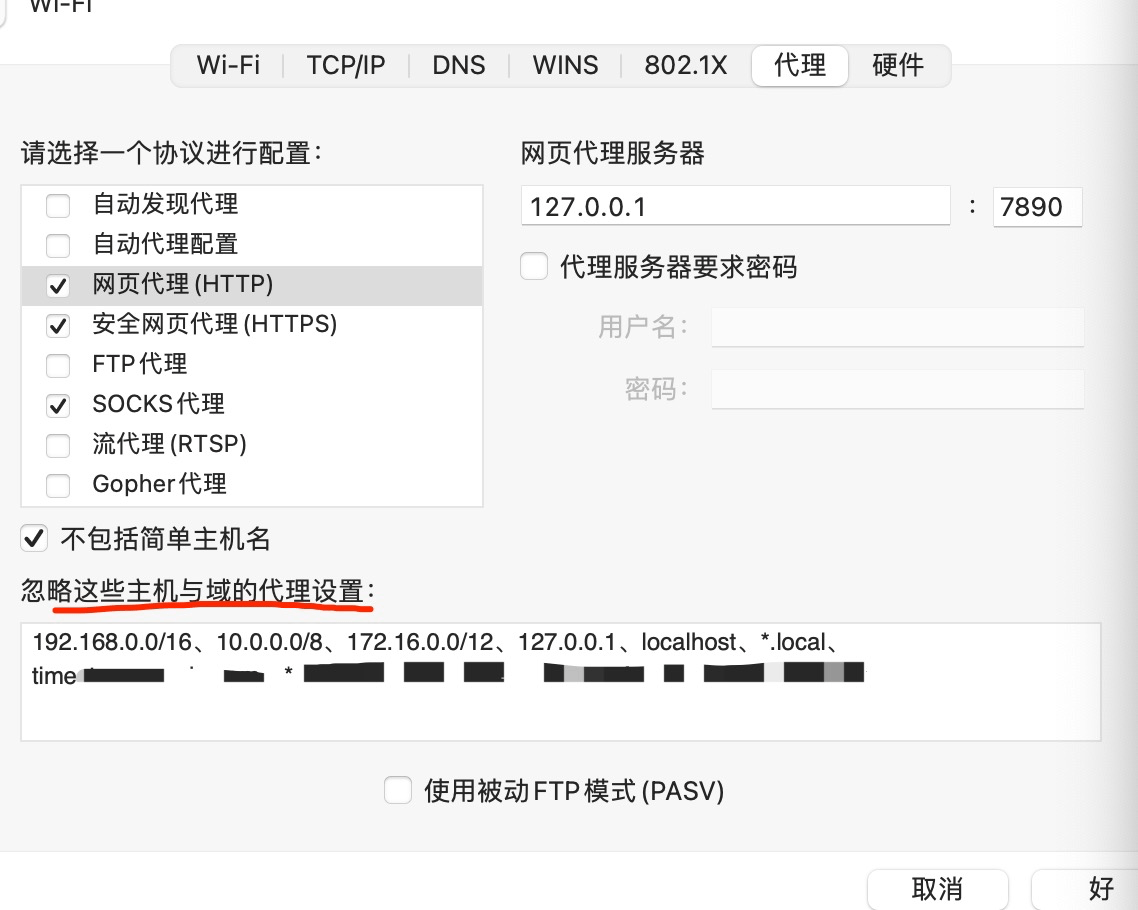 Wi-Fi
Wi-Fi TCP/IP DNS WINS 802.1X 代理 硬件
请选择一个协议进行配置：
自动发现代理
自动代理配置
网页代理(HTTP)
安全网页代理(HTTPS)
FTP代理
SOCKS代理
流代理(RTSP)
Gopher代理
网页代理服务器
127.0.0.1 : 7890
代理服务器要求密码
用户名：
密码：
不包括简单主机名
忽略这些主机与域的代理设置：
192.168.0.0/16、10.0.0.0/8、172.16.0.0/12、127.0.0.1、localhost、*.local、
time *
使用被动FTP模式(PASV)
取消 好